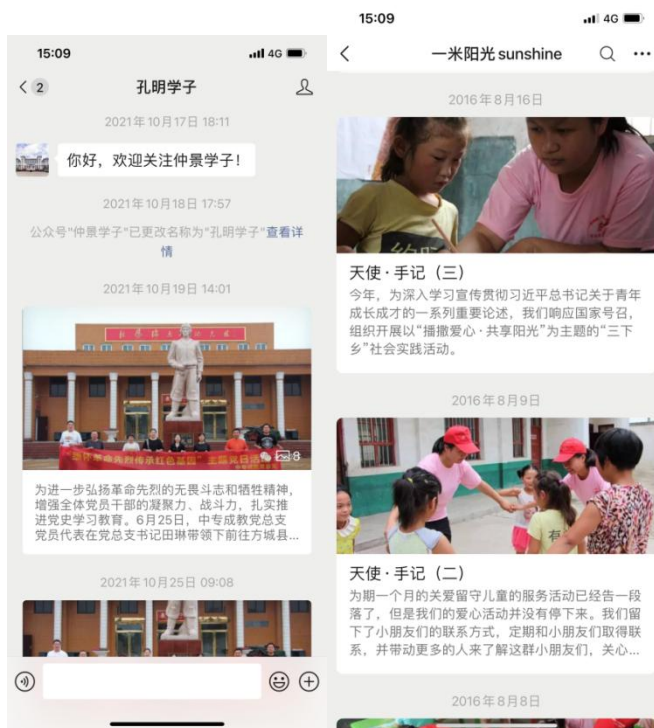 15:09
4G
2
孔明学子
2021年10月17日 18:11
你好，欢迎关注仲景学子！
2021年10月18日 17:57
公众号"仲景学子"已更改名称为"孔明学子"查看详
情
2021年10月19日 14:01
8
为进一步弘扬革命先烈的无畏斗志和牺牲精神，
增强全体党员干部的凝聚力、战斗力，扎实推
进党史学习教育。6月25日，中专成教党总支
党员代表在党总支书记田琳带领下前往方城县...
2021年10月25日 09:08
15:09
4G
一米阳光 sunshine
2016年8月16日
天使·手记（三）
今年，为深入学习宣传贯彻习近平总书记关于青年
成长成才的一系列重要论述，我们响应国家号召，
组织开展以“播撒爱心·共享阳光”为主题的“三下
乡”社会实践活动。
2016年8月9日
天使·手记（二）
为期一个月的关爱留守儿童的服务活动已经告一段
落了，但是我们的爱心活动并没有停下来。我们留
下了小朋友们的联系方式，定期和小朋友们取得联
系，并带动更多的人来了解这群小朋友们，关心...
2016年8月8日